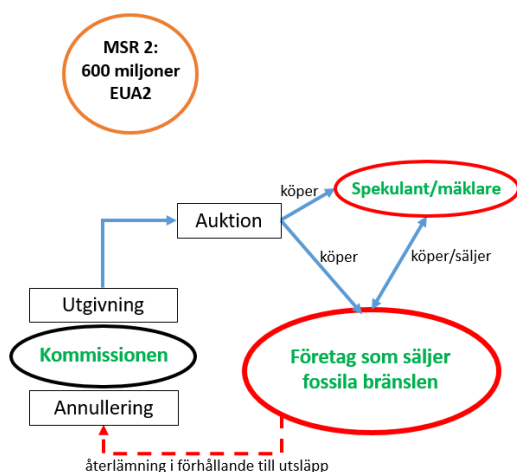 MSR 2:
600 miljoner
EUA2
köper
Spekulant/mäklare
Auktion
köper
köper/säljer
Utgivning
Kommissionen
Företag som säljer
fossila bränslen
Annullering
återlämning i förhållande till utsläpp